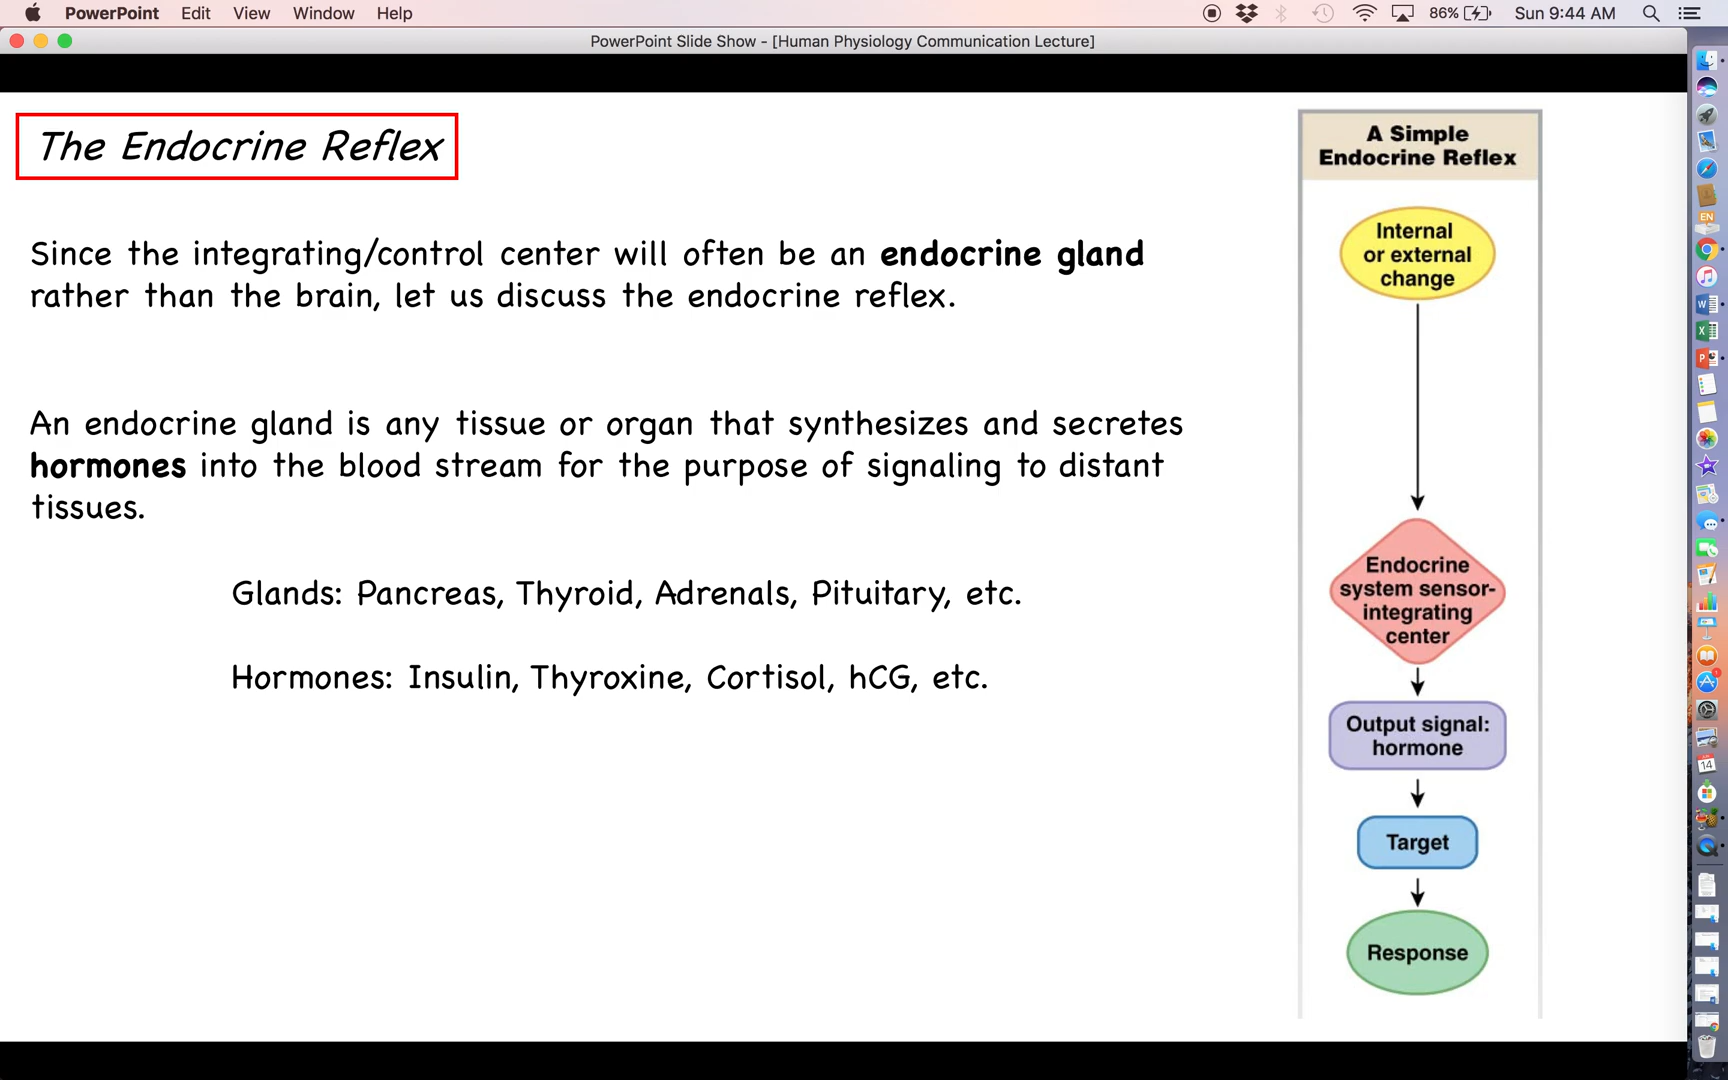 PowerPoint Edit View Window Help 86% Sun 9:44 AM
PowerPoint Slide Show - [Human Physiology Communication Lecture]
The Endocrine Reflex
Since the integrating/control center will often be an endocrine gland
rather than the brain, let us discuss the endocrine reflex.
An endocrine gland is any tissue or organ that synthesizes and secretes
hormones into the blood stream for the purpose of signaling to distant
tissues.
Glands: Pancreas, Thyroid, Adrenals, Pituitary, etc.
Hormones: Insulin, Thyroxine, Cortisol, hCG, etc.
A Simple
Endocrine Reflex
Internal
or external
change
Endocrine
system sensor-
integrating
center
Output signal:
hormone
Target
Response
EN
W
X
P
14